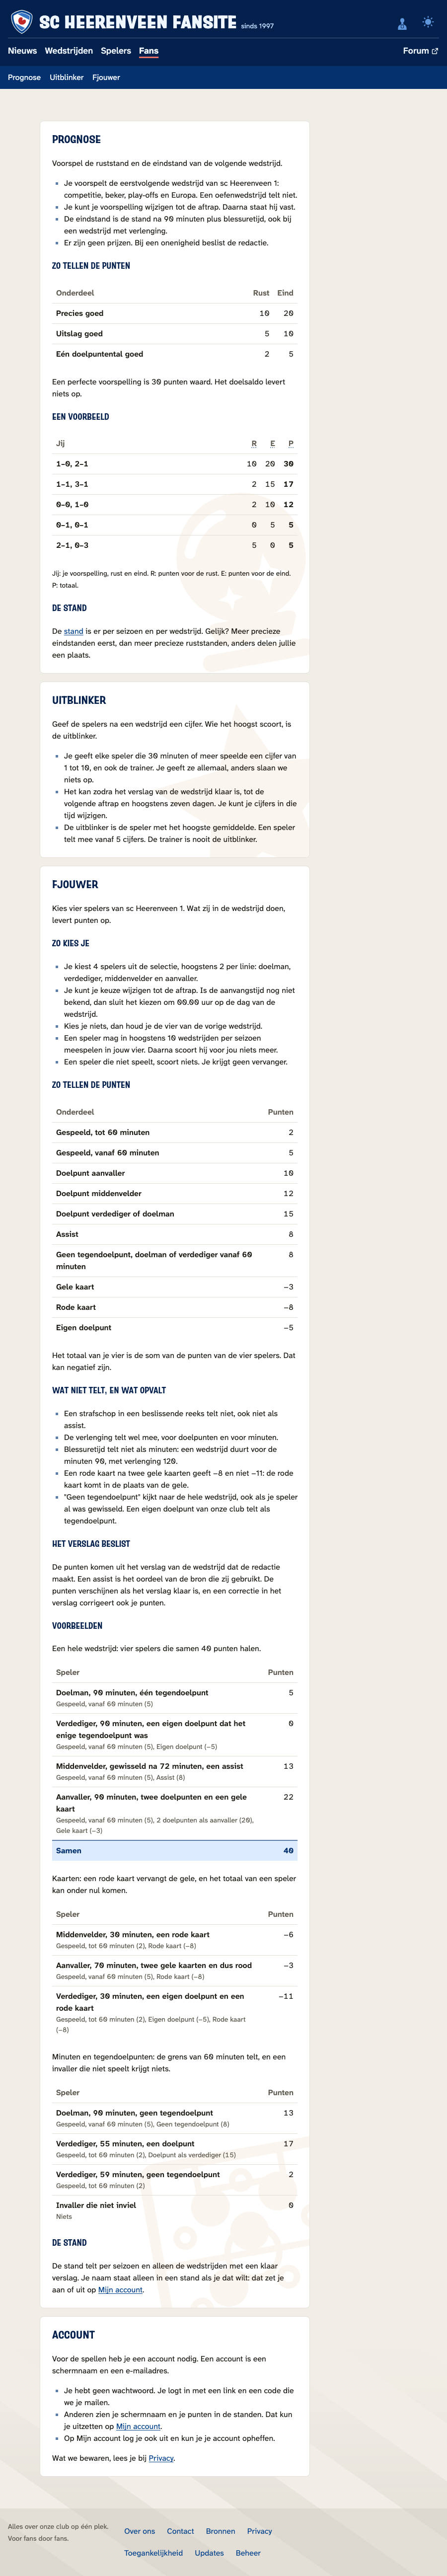 SC HEERENVEEN FANSITE sinds 1997
Nieuws Wedstrijden Spelers Fans Forum
Prognose Uitblinker Fjouwer
PROGNOSE
Voorspel de ruststand en de eindstand van de volgende wedstrijd.
Je voorspelt de eerstvolgende wedstrijd van sc Heerenveen 1:
competitie, beker, play-offs en Europa. Een oefenwedstrijd telt niet.
Je kunt je voorspelling wijzigen tot de aftrap. Daarna staat hij vast.
De eindstand is de stand na 90 minuten plus blessuretijd, ook bij
een wedstrijd met verlenging.
Er zijn geen prijzen. Bij een onenigheid beslist de redactie.
ZO TELLEN DE PUNTEN
Onderdeel Rust Eind
Precies goed 10 20
Uitslag goed 5 10
Eén doelpuntental goed 2 5
Een perfecte voorspelling is 30 punten waard. Het doelsaldo levert
niets op.
EEN VOORBEELD
Jij R E P
1–0, 2–1 10 20 30
1–1, 3–1 2 15 17
0–0, 1–0 2 10 12
0–1, 0–1 0 5 5
2–1, 0–3 5 0 5
Jij: je voorspelling, rust en eind. R: punten voor de rust. E: punten voor de eind.
P: totaal.
DE STAND
De stand is er per seizoen en per wedstrijd. Gelijk? Meer precieze
eindstanden eerst, dan meer precieze ruststanden, anders delen jullie
een plaats.
UITBLINKER
Geef de spelers na een wedstrijd een cijfer. Wie het hoogst scoort, is
de uitblinker.
Je geeft elke speler die 30 minuten of meer speelde een cijfer van
1 tot 10, en ook de trainer. Je geeft ze allemaal, anders slaan we
niets op.
Het kan zodra het verslag van de wedstrijd klaar is, tot de
volgende aftrap en hoogstens zeven dagen. Je kunt je cijfers in die
tijd wijzigen.
De uitblinker is de speler met het hoogste gemiddelde. Een speler
telt mee vanaf 5 cijfers. De trainer is nooit de uitblinker.
FJOUWER
Kies vier spelers van sc Heerenveen 1. Wat zij in de wedstrijd doen,
levert punten op.
ZO KIES JE
Je kiest 4 spelers uit de selectie, hoogstens 2 per linie: doelman,
verdediger, middenvelder en aanvaller.
Je kunt je keuze wijzigen tot de aftrap. Is de aanvangstijd nog niet
bekend, dan sluit het kiezen om 00.00 uur op de dag van de
wedstrijd.
Kies je niets, dan houd je de vier van de vorige wedstrijd.
Een speler mag in hoogstens 10 wedstrijden per seizoen
meespelen in jouw vier. Daarna scoort hij voor jou niets meer.
Een speler die niet speelt, scoort niets. Je krijgt geen vervanger.
ZO TELLEN DE PUNTEN
Onderdeel Punten
Gespeeld, tot 60 minuten 2
Gespeeld, vanaf 60 minuten 5
Doelpunt aanvaller 10
Doelpunt middenvelder 12
Doelpunt verdediger of doelman 15
Assist 8
Geen tegendoelpunt, doelman of verdediger vanaf 60 8
minuten
Gele kaart –3
Rode kaart –8
Eigen doelpunt –5
Het totaal van je vier is de som van de punten van de vier spelers. Dat
kan negatief zijn.
WAT NIET TELT, EN WAT OPVALT
Een strafschop in een beslissende reeks telt niet, ook niet als
assist.
De verlenging telt wel mee, voor doelpunten en voor minuten.
Blessuretijd telt niet als minuten: een wedstrijd duurt voor de
minuten 90, met verlenging 120.
Een rode kaart na twee gele kaarten geeft –8 en niet –11: de rode
kaart komt in de plaats van de gele.
"Geen tegendoelpunt" kijkt naar de hele wedstrijd, ook als je speler
al was gewisseld. Een eigen doelpunt van onze club telt als
tegendoelpunt.
HET VERSLAG BESLIST
De punten komen uit het verslag van de wedstrijd dat de redactie
maakt. Een assist is het oordeel van de bron die zij gebruikt. De
punten verschijnen als het verslag klaar is, en een correctie in het
verslag corrigeert ook je punten.
VOORBEELDEN
Een hele wedstrijd: vier spelers die samen 40 punten halen.
Speler Punten
Doelman, 90 minuten, één tegendoelpunt 5
Gespeeld, vanaf 60 minuten (5)
Verdediger, 90 minuten, een eigen doelpunt dat het 0
enige tegendoelpunt was
Gespeeld, vanaf 60 minuten (5), Eigen doelpunt (–5)
Middenvelder, gewisseld na 72 minuten, een assist 13
Gespeeld, vanaf 60 minuten (5), Assist (8)
Aanvaller, 90 minuten, twee doelpunten en een gele 22
kaart
Gespeeld, vanaf 60 minuten (5), 2 doelpunten als aanvaller (20),
Gele kaart (–3)
Samen 40
Kaarten: een rode kaart vervangt de gele, en het totaal van een speler
kan onder nul komen.
Speler Punten
Middenvelder, 30 minuten, een rode kaart –6
Gespeeld, tot 60 minuten (2), Rode kaart (–8)
Aanvaller, 70 minuten, twee gele kaarten en dus rood –3
Gespeeld, vanaf 60 minuten (5), Rode kaart (–8)
Verdediger, 30 minuten, een eigen doelpunt en een –11
rode kaart
Gespeeld, tot 60 minuten (2), Eigen doelpunt (–5), Rode kaart
(–8)
Minuten en tegendoelpunten: de grens van 60 minuten telt, en een
invaller die niet speelt krijgt niets.
Speler Punten
Doelman, 90 minuten, geen tegendoelpunt 13
Gespeeld, vanaf 60 minuten (5), Geen tegendoelpunt (8)
Verdediger, 55 minuten, een doelpunt 17
Gespeeld, tot 60 minuten (2), Doelpunt als verdediger (15)
Verdediger, 59 minuten, geen tegendoelpunt 2
Gespeeld, tot 60 minuten (2)
Invaller die niet inviel 0
Niets
DE STAND
De stand telt per seizoen en alleen de wedstrijden met een klaar
verslag. Je naam staat alleen in een stand als je dat wilt: dat zet je
aan of uit op Mijn account.
ACCOUNT
Voor de spellen heb je een account nodig. Een account is een
schermnaam en een e-mailadres.
Je hebt geen wachtwoord. Je logt in met een link en een code die
we je mailen.
Anderen zien je schermnaam en je punten in de standen. Dat kun
je uitzetten op Mijn account.
Op Mijn account log je ook uit en kun je je account opheffen.
Wat we bewaren, lees je bij Privacy.
Alles over onze club op één plek.
Voor fans door fans.
Over ons Contact Bronnen Privacy
Toegankelijkheid Updates Beheer